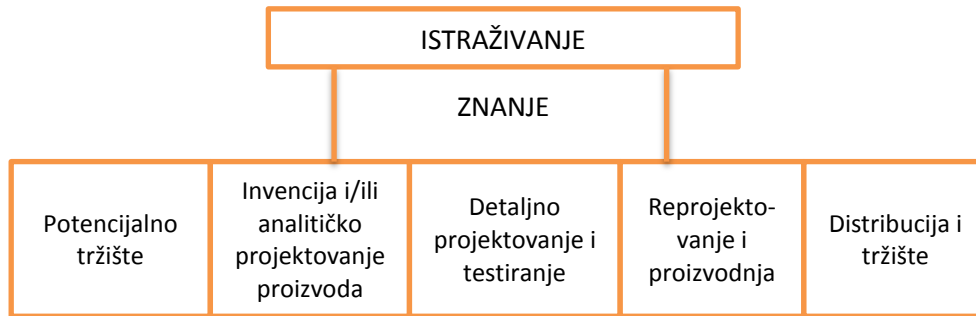 ISTRAŽIVANJE
ZNANJE
Potencijalno
tržište
Invencija i/ili
analitičko
projektovanje
proizvoda
Detaljno
projektovanje i
testiranje
Reprojekto-
vanje i
proizvodnja
Distribucija i
tržište